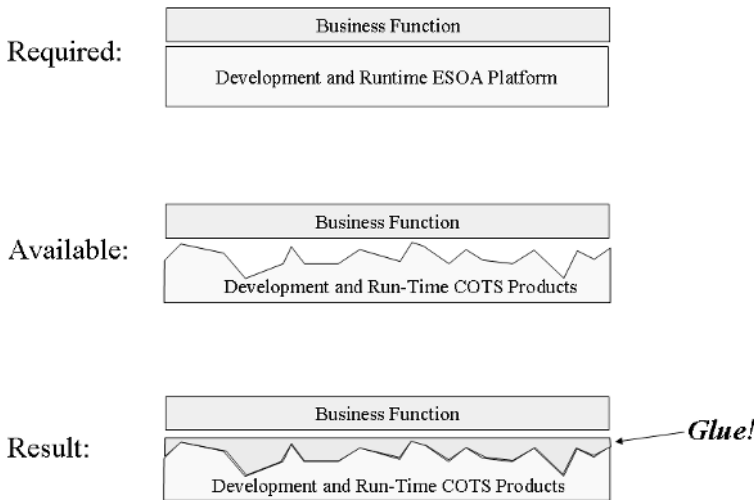 Business Function
Required:
Development and Runtime ESOA Platform
Business Function
Available:
Development and Run-Time COTS Products
Business Function
Glue!
Result:
Development and Run-Time COTS Products